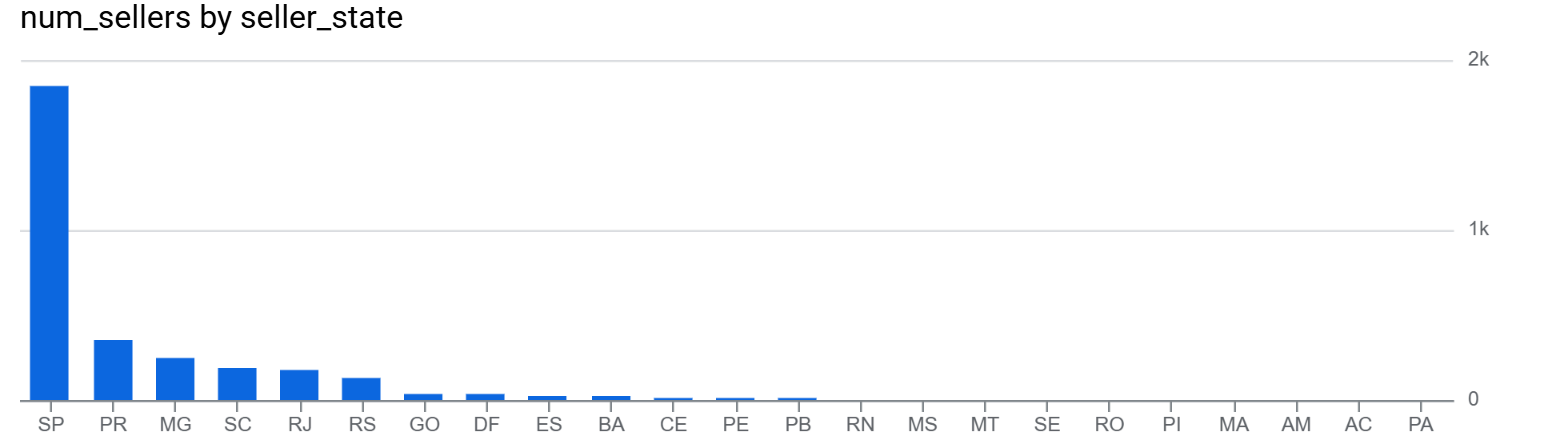 num_sellers by seller_state
2k
1k
0
SP PR MG SC RJ RS GO DF ES BA CE PE PB RN MS MT SE RO PI MA AM AC PA